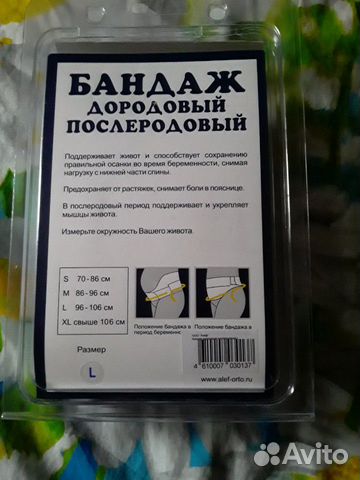 БАНДАЖ
ДОРОДОВЫЙ
ПОСЛЕРОДОВЫЙ
Поддерживает живот и способствует сохранению
правильной осанки во время беременности, снимая
нагрузку с нижней части спины.
Предохраняет от растяжек, снимает боли в пояснице.
В послеродовый период поддерживает и укрепляет
мышцы живота.
Измерьте окружность Вашего живота.
S 70-86 см
M 86-96 см
L 96-106 см
XL свыше 106 см
Положение бандажа в
период беременнос
Положение бандажа в
Размер
L
4 610007 030137
www.alef-orto.ru
Avito